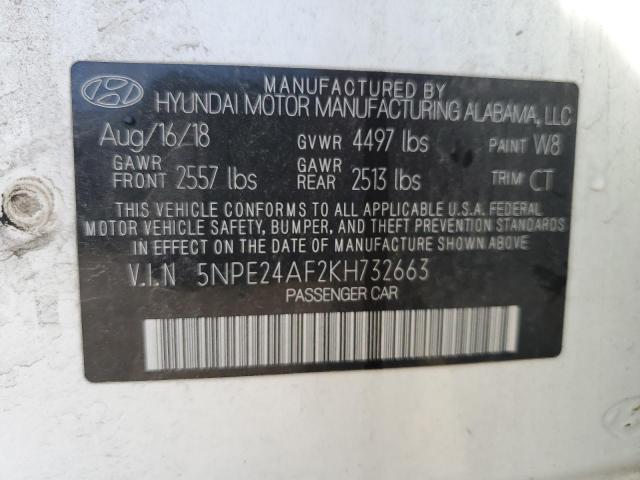 MANUFACTURED BY
HYUNDAI MOTOR MANUFACTURING ALABAMA, LLC
Aug/16/18 GVWR 4497 lbs PAINT W8
GAWR FRONT 2557 lbs GAWR REAR 2513 lbs TRIM CT
THIS VEHICLE CONFORMS TO ALL APPLICABLE U.S.A. FEDERAL
MOTOR VEHICLE SAFETY, BUMPER, AND THEFT PREVENTION STANDARDS
IN EFFECT ON THE DATE OF MANUFACTURE SHOWN ABOVE
V.I.N 5NPE24AF2KH732663
PASSENGER CAR